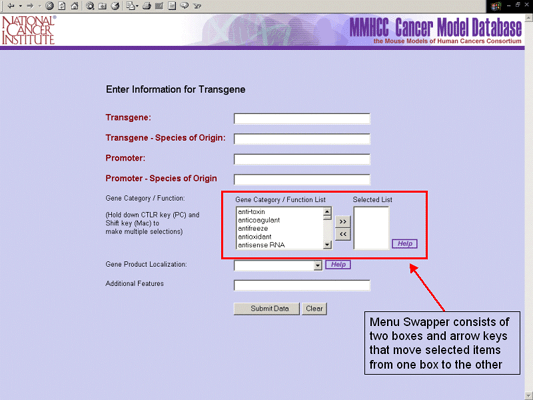 NATIONAL
CANCER
INSTITUTE
MMHCC Cancer Model Database
the Mouse Models of Human Cancers Consortium
Enter Information for Transgene
Transgene:
Transgene - Species of Origin:
Promoter:
Promoter - Species of Origin
Gene Category / Function:
(Hold down CTLR key (PC) and
Shift key (Mac) to
make multiple selections)
Gene Category / Function List
Selected List
anti-toxin
anticoagulant
antifreeze
antioxidant
antisense RNA
>>
<<
Help
Gene Product Localization:
Help
Additional Features
Submit Data
Clear
Menu Swapper consists of
two boxes and arrow keys
that move selected items
from one box to the other